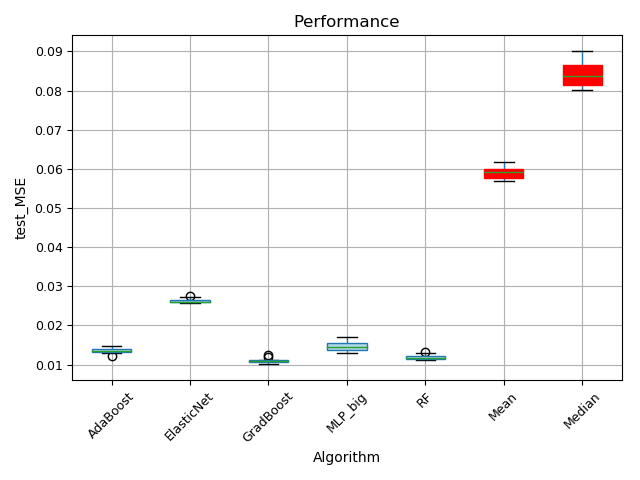 Performance
test_MSE
0.09
0.08
0.07
0.06
0.05
0.04
0.03
0.02
0.01
AdaBoost
ElasticNet
GradBoost
MLP_big
RF
Mean
Median
Algorithm